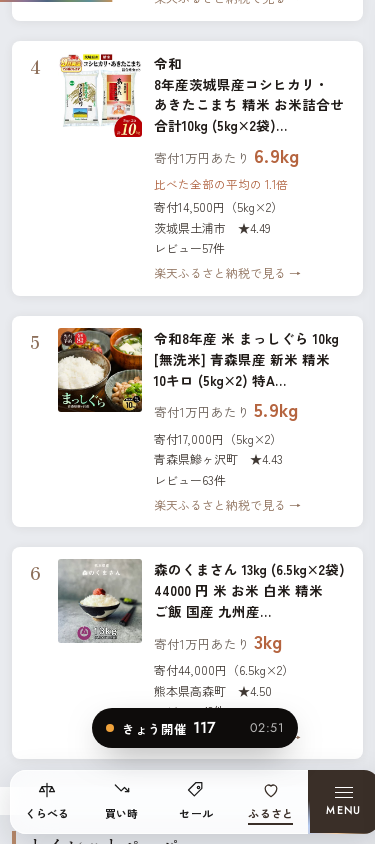 4
令和
8年産茨城県産コシヒカリ・
あきたこまち 精米 お米詰合せ
合計10kg (5kg×2袋)...
寄付1万円あたり 6.9kg
比べた全部の平均の 1.1倍
寄付14,500円（5kg×2）
茨城県土浦市 ★4.49
レビュー57件
楽天ふるさと納税で見る →
5
令和8年産 米 まっしぐら 10kg
[無洗米] 青森県産 新米 精米
10キロ (5kg×2) 特A...
まっしぐら
寄付1万円あたり 5.9kg
寄付17,000円（5kg×2）
青森県鰺ヶ沢町 ★4.43
レビュー63件
楽天ふるさと納税で見る →
6
森のくまさん 13kg (6.5kg×2袋)
44000 円 米 お米 白米 精米
ご飯 国産 九州産...
森のくまさん
13kg
寄付1万円あたり 3kg
寄付44,000円（6.5kg×2）
熊本県高森町 ★4.50
きょう開催 117 02:51
くらべる
買い時
セール
ふるさと
MENU